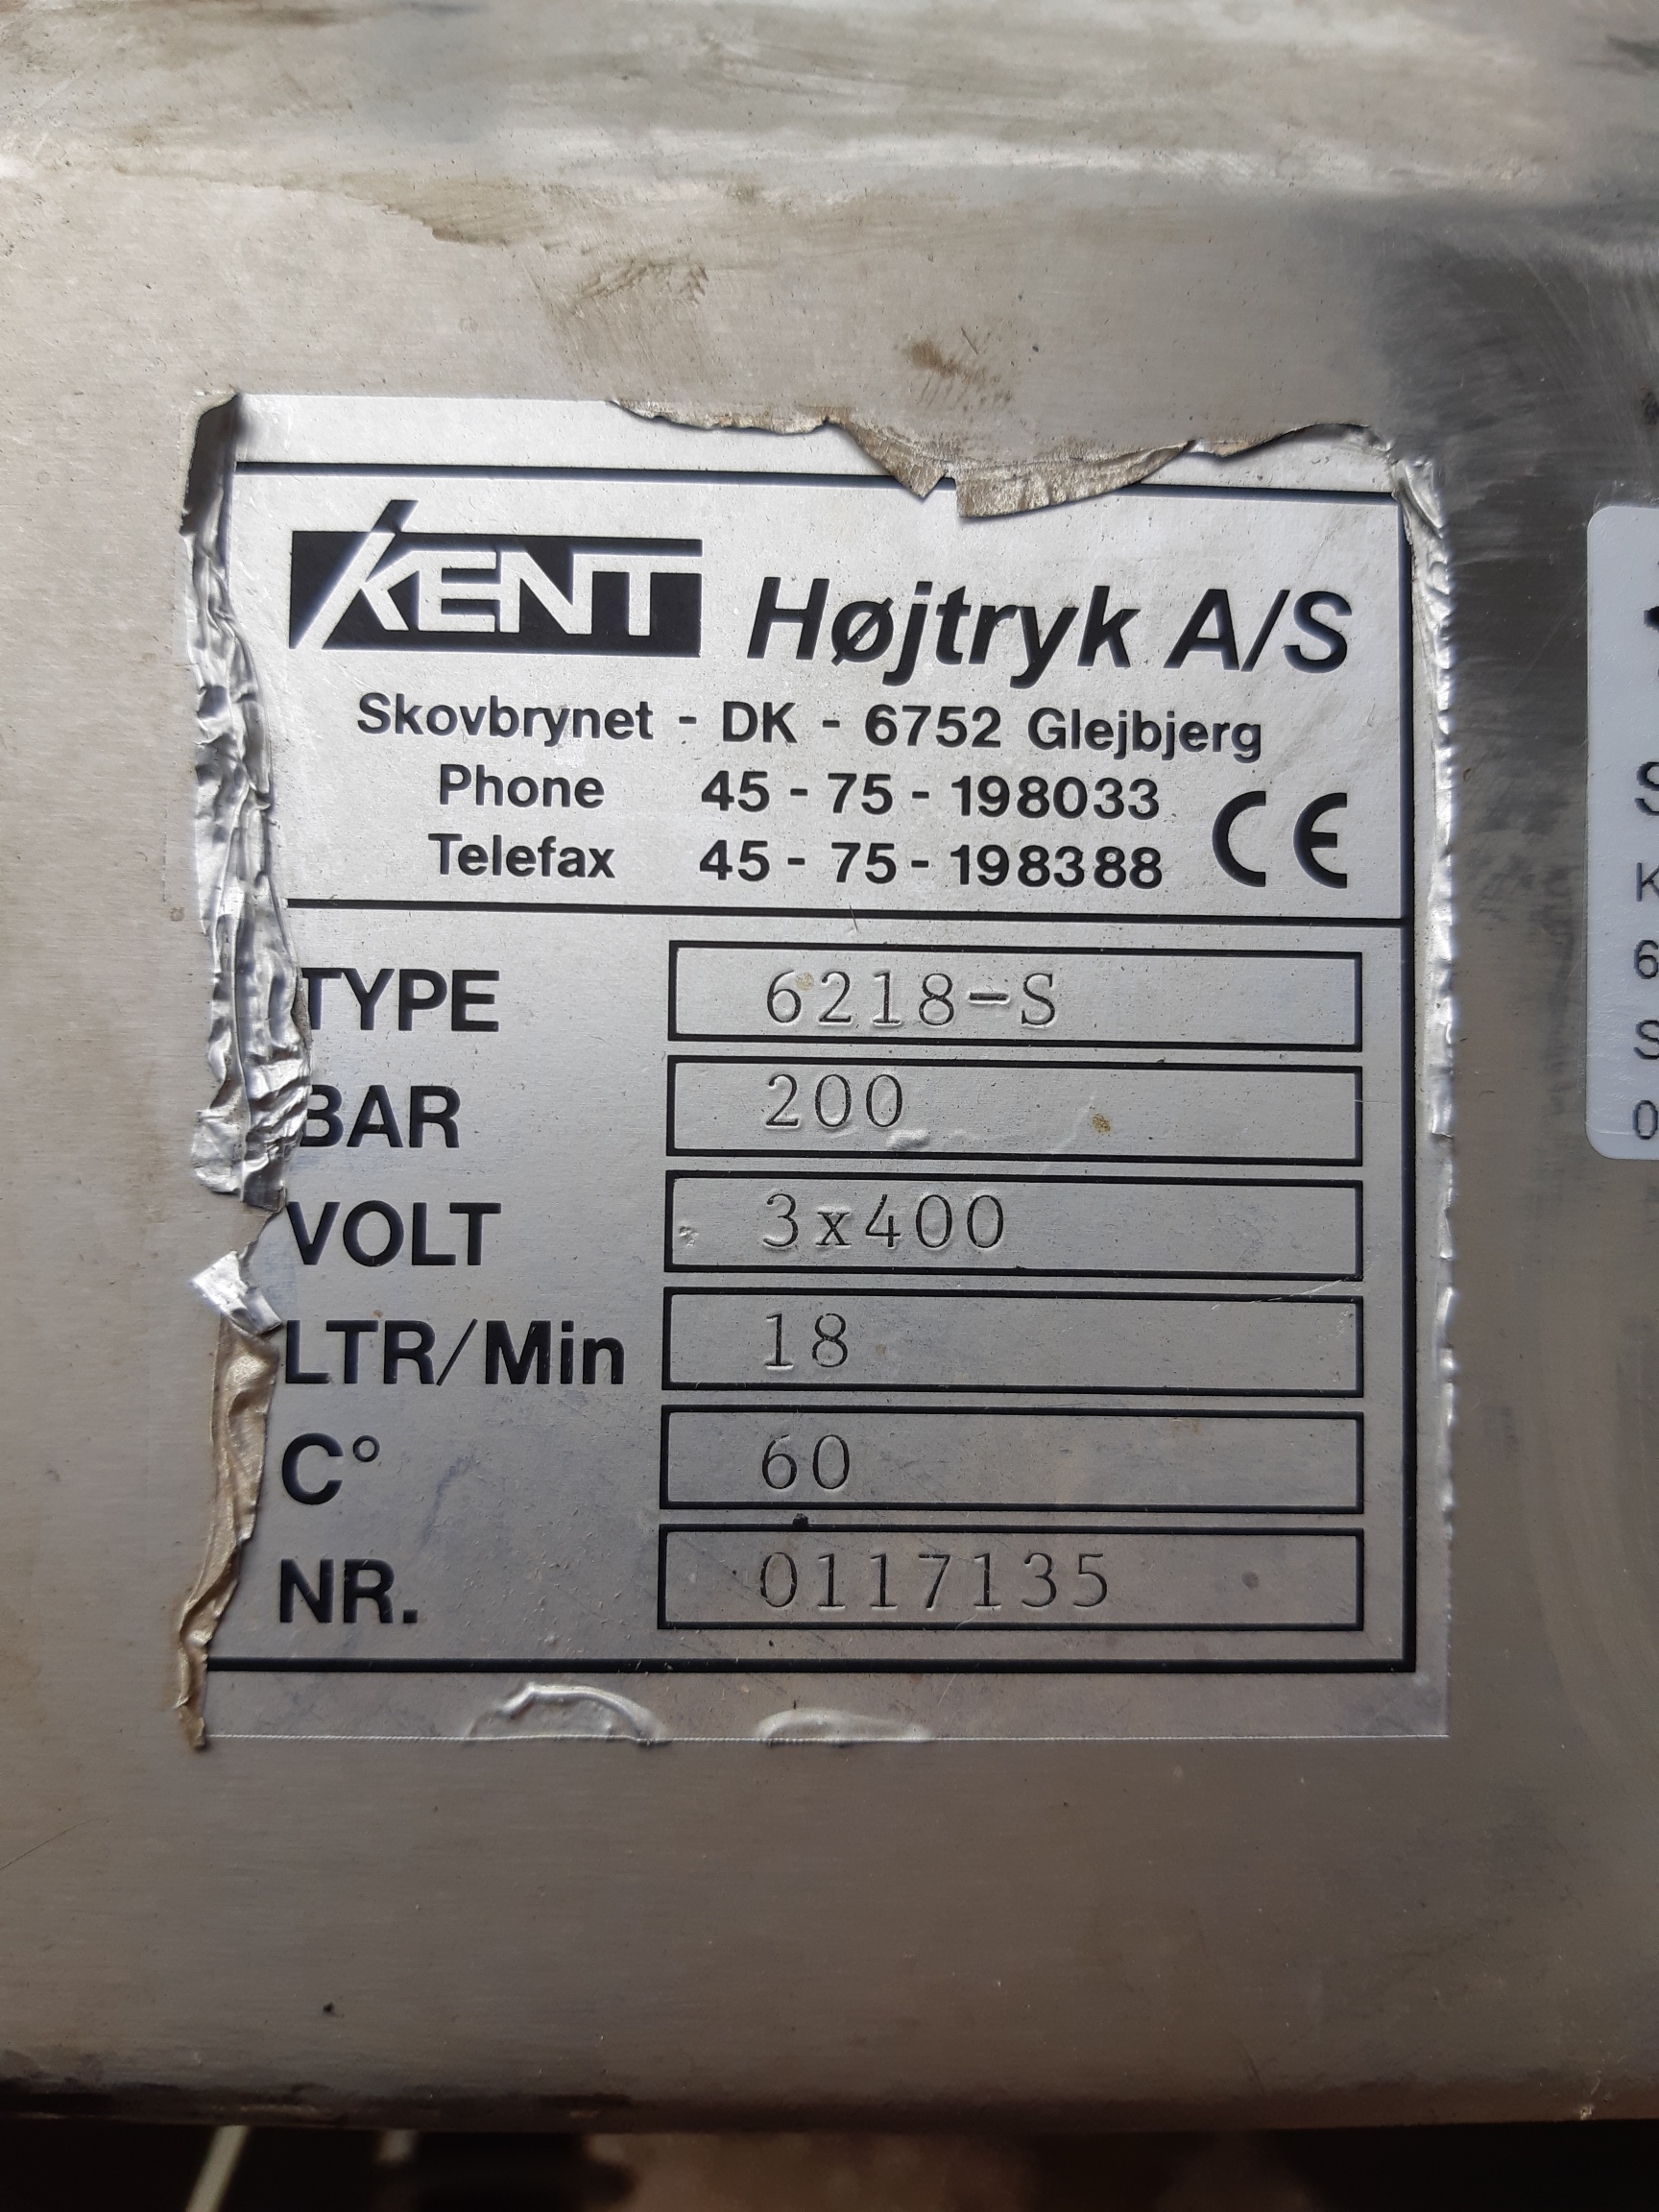 KENT Højtryk A/S
Skovbrynet - DK - 6752 Glejbjerg
Phone 45 - 75 - 198033
Telefax 45 - 75 - 198388 CE
TYPE 6218-S
BAR 200
VOLT 3x400
LTR/Min 18
C° 60
NR. 0117135